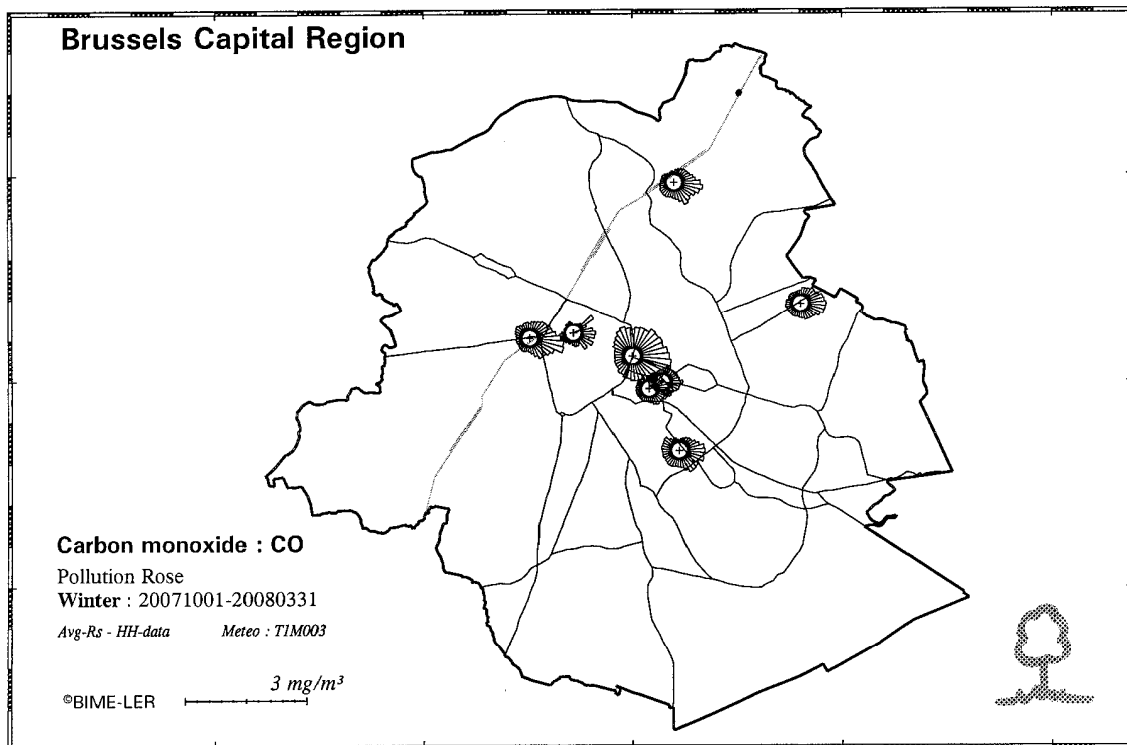 Brussels Capital Region
Carbon monoxide : CO
Pollution Rose
Winter : 20071001-20080331
Avg-Rs - HH-data Meteo : T1M003
3 mg/m³
©BIME-LER